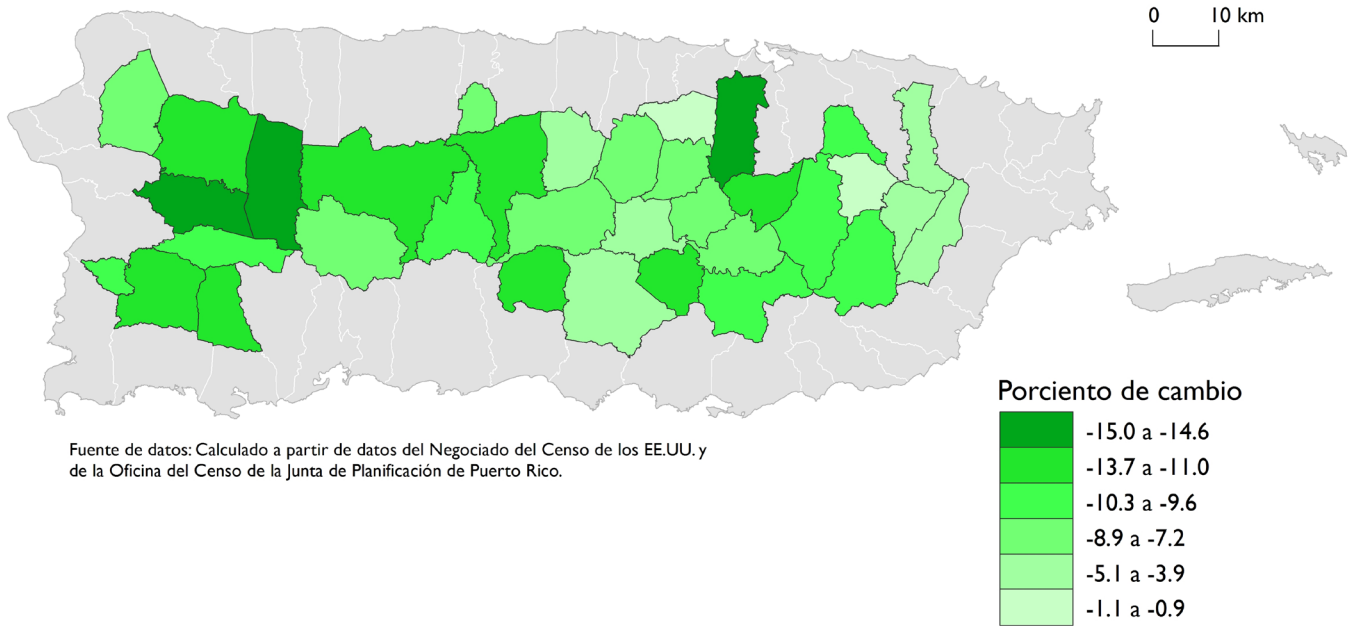 0 10 km
Porciento de cambio
-15.0 a -14.6
-13.7 a -11.0
-10.3 a -9.6
-8.9 a -7.2
-5.1 a -3.9
-1.1 a -0.9
Fuente de datos: Calculado a partir de datos del Negociado del Censo de los EE.UU. y
de la Oficina del Censo de la Junta de Planificación de Puerto Rico.